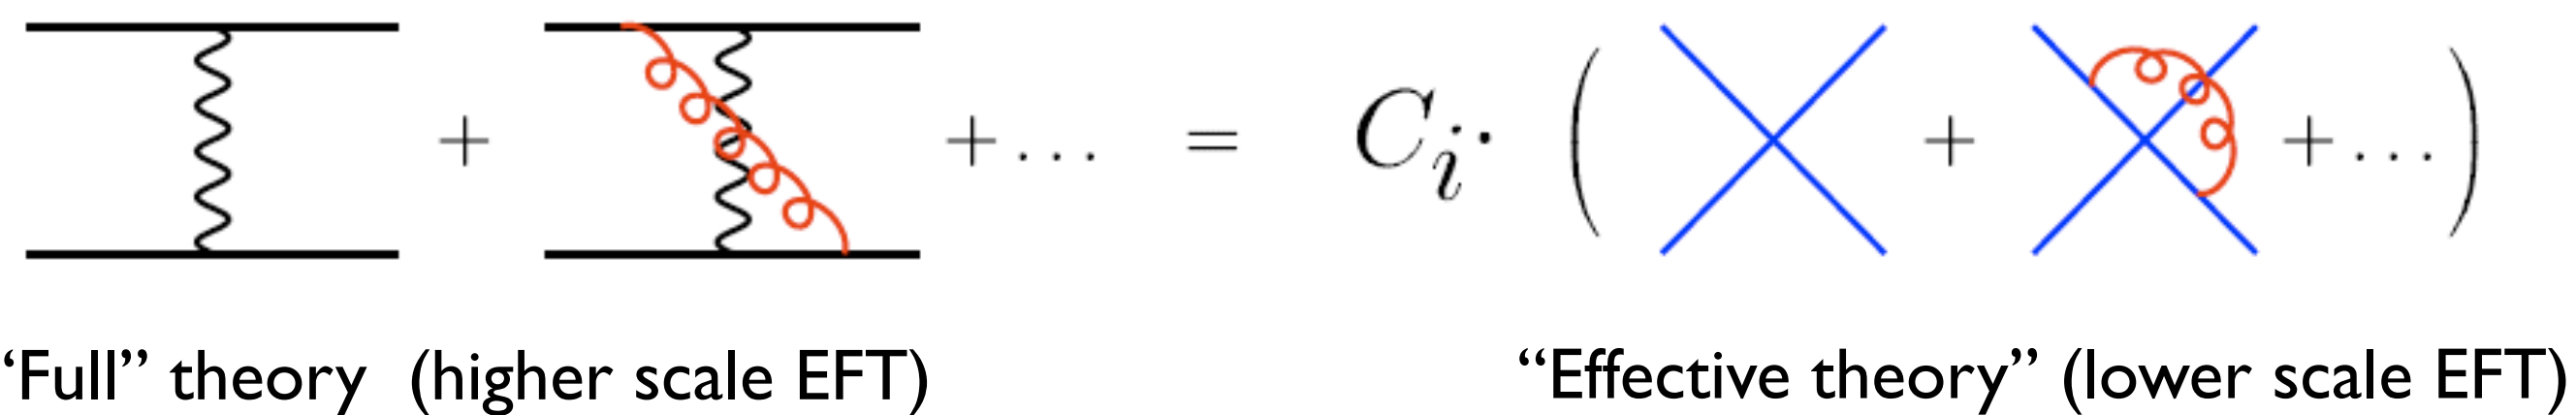 + + ... = C_i · ( + + ... )
‘Full” theory (higher scale EFT) “Effective theory” (lower scale EFT)